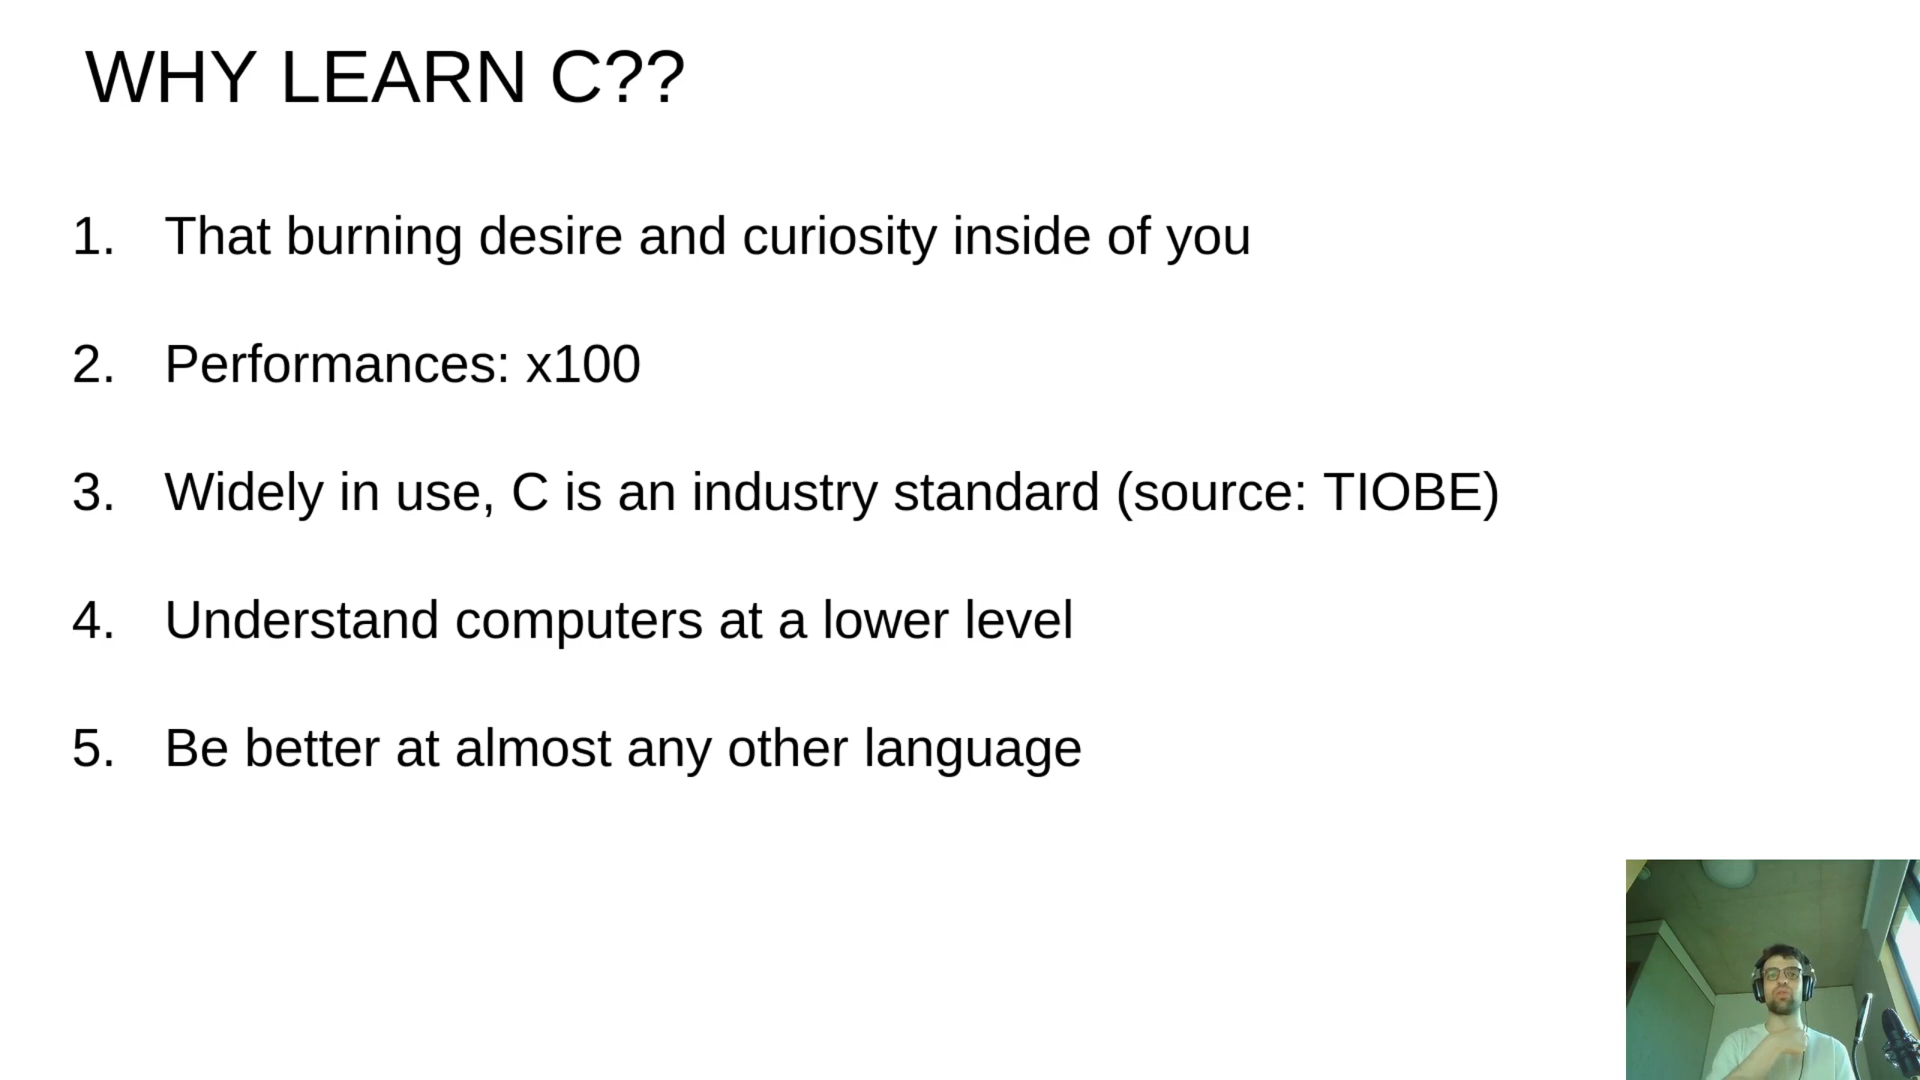 WHY LEARN C??
1. That burning desire and curiosity inside of you
2. Performances: x100
3. Widely in use, C is an industry standard (source: TIOBE)
4. Understand computers at a lower level
5. Be better at almost any other language